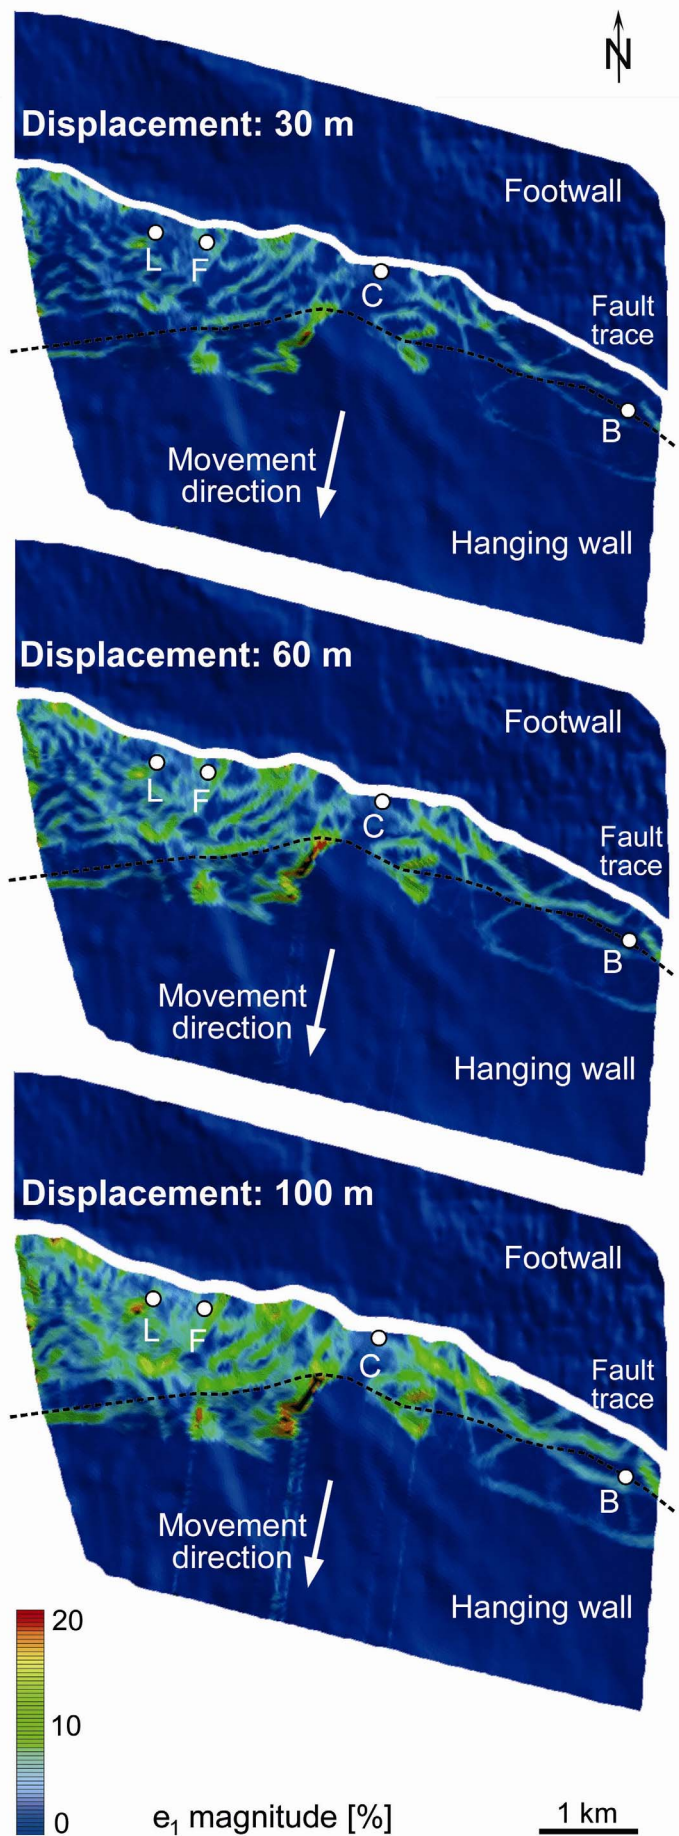 N
Displacement: 30 m
Footwall
L
F
C
Fault
trace
B
Movement
direction
Hanging wall
Displacement: 60 m
Footwall
L
F
C
Fault
trace
B
Movement
direction
Hanging wall
Displacement: 100 m
Footwall
L
F
C
Fault
trace
B
Movement
direction
Hanging wall
20
10
0
e₁ magnitude [%]
1 km